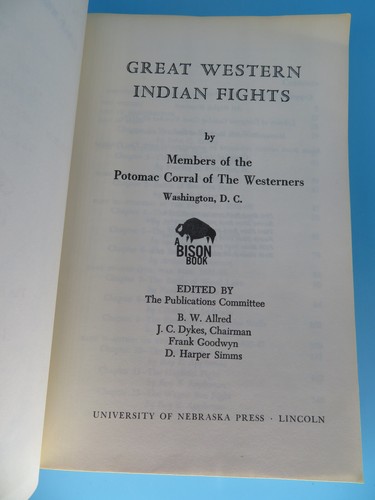 GREAT WESTERN
INDIAN FIGHTS
by
Members of the
Potomac Corral of The Westerners
Washington, D. C.
A
BISON
BOOK
EDITED BY
The Publications Committee
B. W. Allred
J. C. Dykes, Chairman
Frank Goodwyn
D. Harper Simms
UNIVERSITY OF NEBRASKA PRESS · LINCOLN